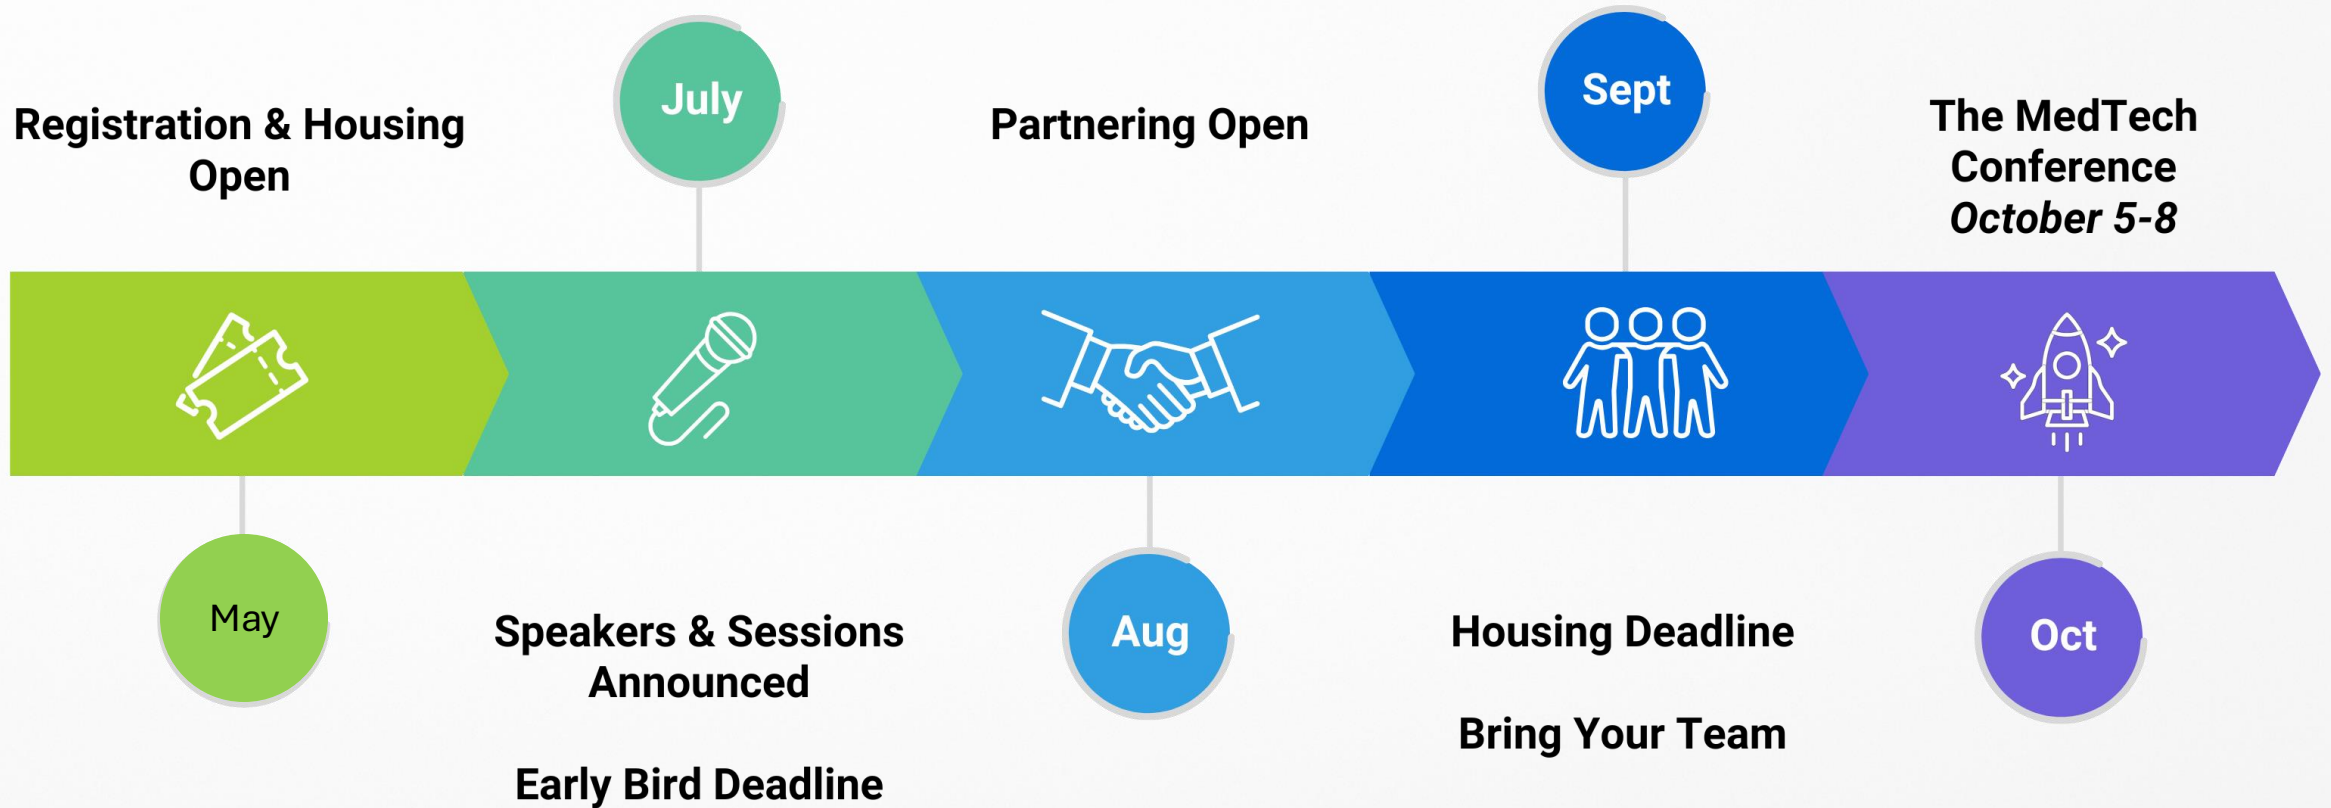 Registration & Housing
Open
May
July
Speakers & Sessions
Announced
Early Bird Deadline
Partnering Open
Aug
Sept
Housing Deadline
Bring Your Team
The MedTech
Conference
October 5-8
Oct